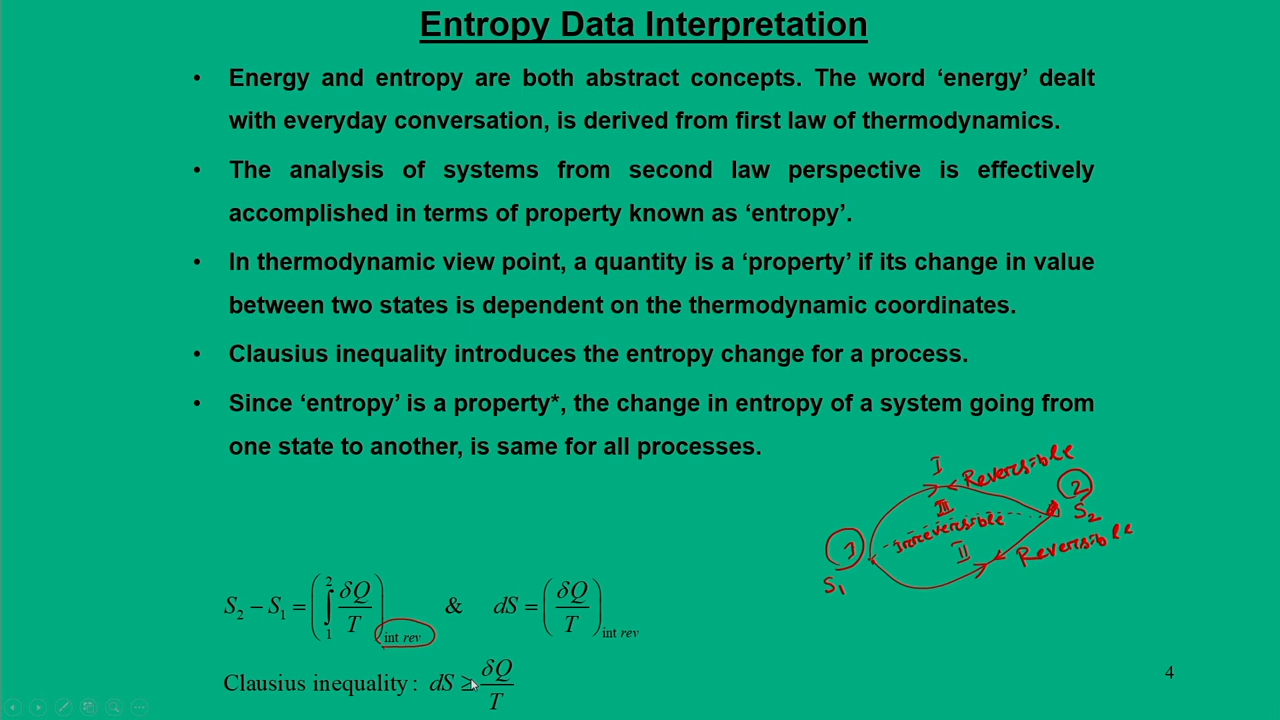 Entropy Data Interpretation
• Energy and entropy are both abstract concepts. The word ‘energy’ dealt
with everyday conversation, is derived from first law of thermodynamics.
• The analysis of systems from second law perspective is effectively
accomplished in terms of property known as ‘entropy’.
• In thermodynamic view point, a quantity is a ‘property’ if its change in value
between two states is dependent on the thermodynamic coordinates.
• Clausius inequality introduces the entropy change for a process.
• Since ‘entropy’ is a property*, the change in entropy of a system going from
one state to another, is same for all processes.
I Reversible
2
III S₂
Irreversible
1 II Reversible
S₁
S₂ − S₁ = (∫₁² δQ/T)int rev & dS = (δQ/T)int rev
Clausius inequality : dS ≥ δQ/T
4